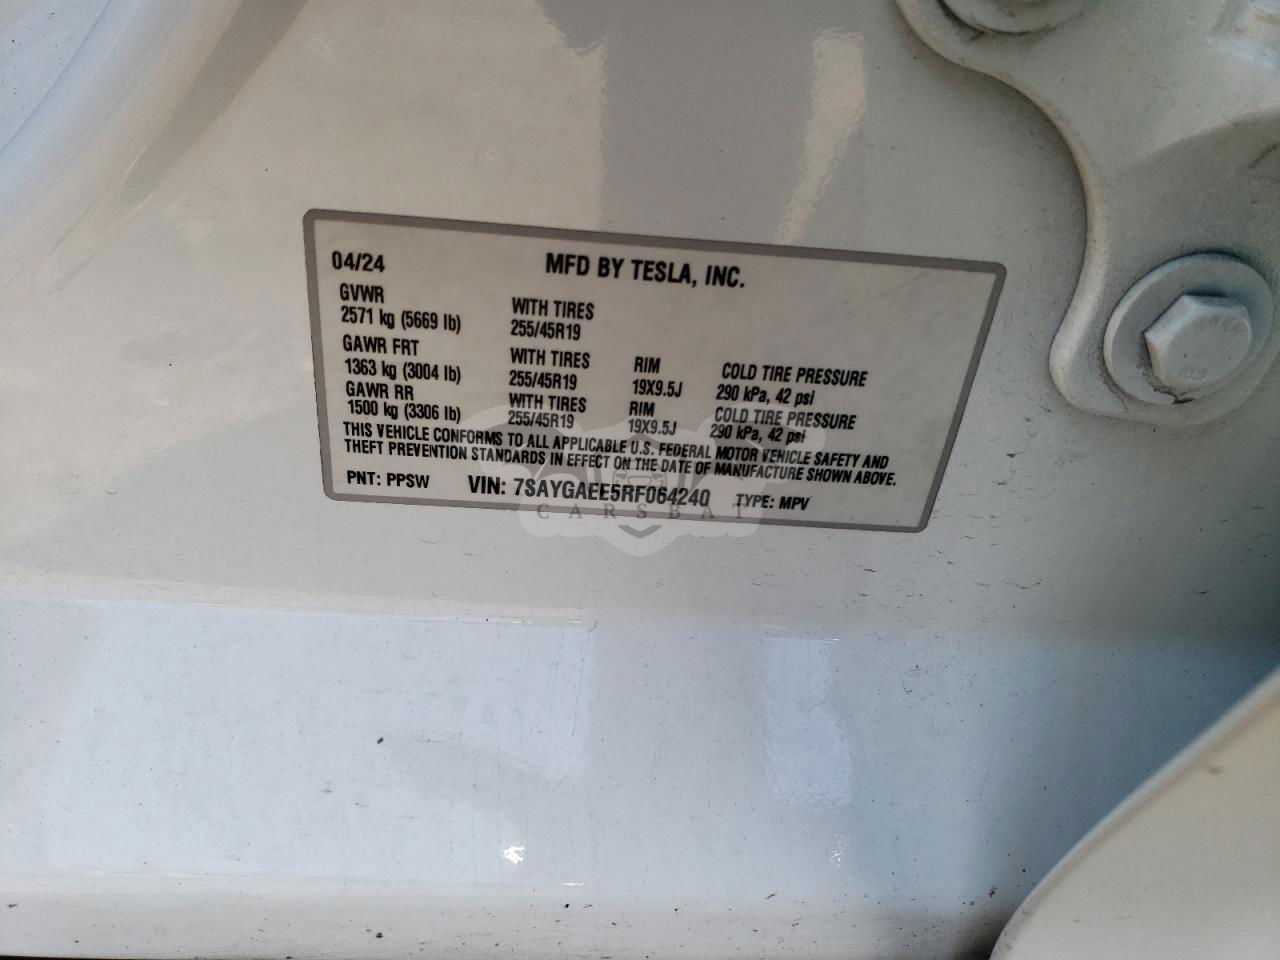 04/24 MFD BY TESLA, INC.
GVWR
2571 kg (5669 lb) WITH TIRES 255/45R19
GAWR FRT
1363 kg (3004 lb) WITH TIRES 255/45R19 RIM 19X9.5J COLD TIRE PRESSURE 290 kPa, 42 psi
GAWR RR
1500 kg (3306 lb) WITH TIRES 255/45R19 RIM 19X9.5J COLD TIRE PRESSURE 290 kPa, 42 psi
THIS VEHICLE CONFORMS TO ALL APPLICABLE U.S. FEDERAL MOTOR VEHICLE SAFETY AND
THEFT PREVENTION STANDARDS IN EFFECT ON THE DATE OF MANUFACTURE SHOWN ABOVE.
PNT: PPSW VIN: 7SAYGAEE5RF064240 TYPE: MPV
CARSBAT